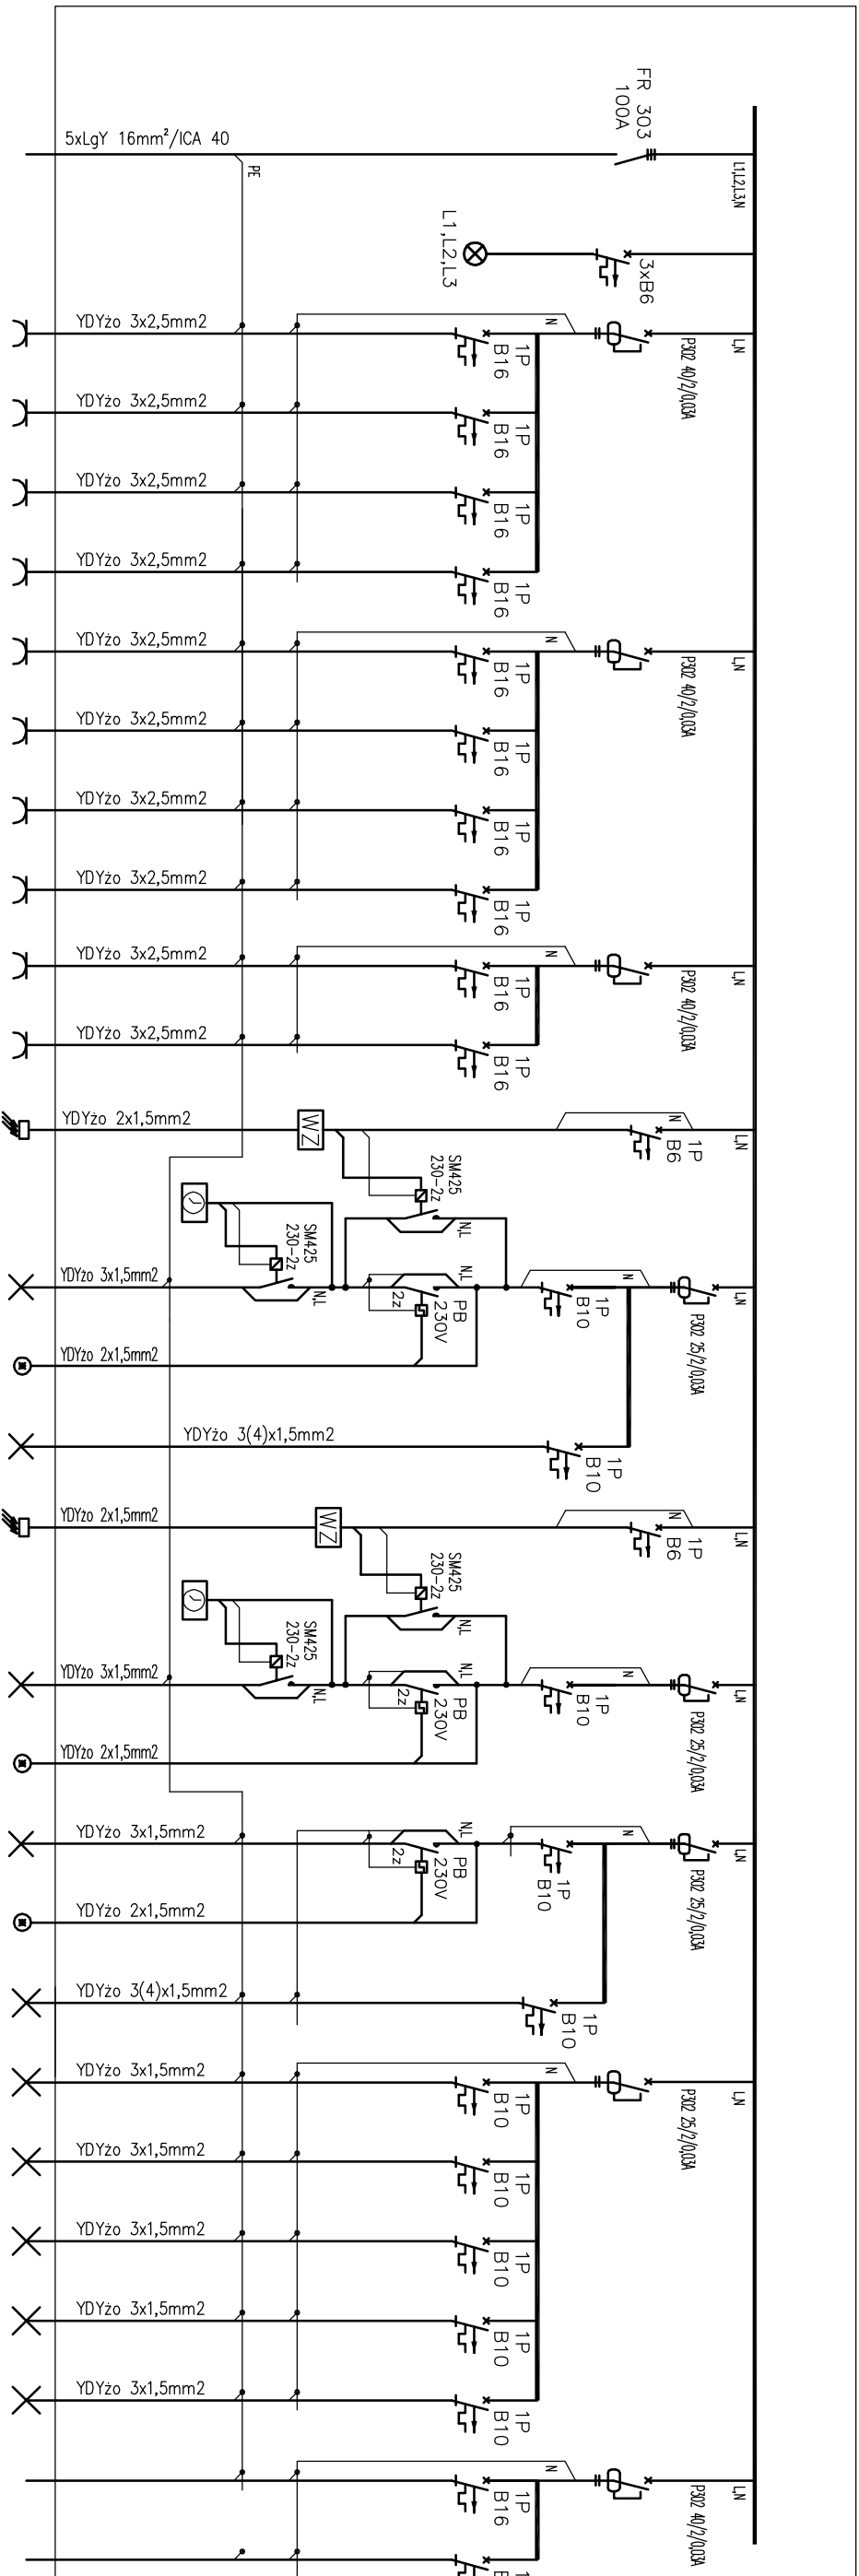 FR 303
100A
5xLgY 16mm²/ICA 40
PE
L1,L2,L3,N
3xB6
L1,L2,L3
L,N
P302 40/2/0,03A
N
1P
B16
YDYżo 3x2,5mm2
1P
B16
YDYżo 3x2,5mm2
1P
B16
YDYżo 3x2,5mm2
1P
B16
YDYżo 3x2,5mm2
L,N
P302 40/2/0,03A
N
1P
B16
YDYżo 3x2,5mm2
1P
B16
YDYżo 3x2,5mm2
1P
B16
YDYżo 3x2,5mm2
1P
B16
YDYżo 3x2,5mm2
L,N
P302 40/2/0,03A
N
1P
B16
YDYżo 3x2,5mm2
1P
B16
YDYżo 3x2,5mm2
L,N
1P
B6
N
WZ
YDYżo 2x1,5mm2
SM425
230-2z
N,L
SM425
230-2z
N,L
L,N
P302 25/2/0,03A
N
1P
B10
N,L
PB
230V
2z
YDYżo 3x1,5mm2
YDYżo 2x1,5mm2
1P
B10
YDYżo 3(4)x1,5mm2
L,N
1P
B6
N
WZ
YDYżo 2x1,5mm2
SM425
230-2z
N,L
SM425
230-2z
N,L
L,N
P302 25/2/0,03A
N
1P
B10
N,L
PB
230V
2z
YDYżo 3x1,5mm2
YDYżo 2x1,5mm2
L,N
P302 25/2/0,03A
N
1P
B10
N,L
PB
230V
2z
YDYżo 3x1,5mm2
YDYżo 2x1,5mm2
1P
B10
YDYżo 3(4)x1,5mm2
L,N
P302 25/2/0,03A
N
1P
B10
YDYżo 3x1,5mm2
1P
B10
YDYżo 3x1,5mm2
1P
B10
YDYżo 3x1,5mm2
1P
B10
YDYżo 3x1,5mm2
1P
B10
YDYżo 3x1,5mm2
L,N
P302 40/2/0,03A
N
1P
B16